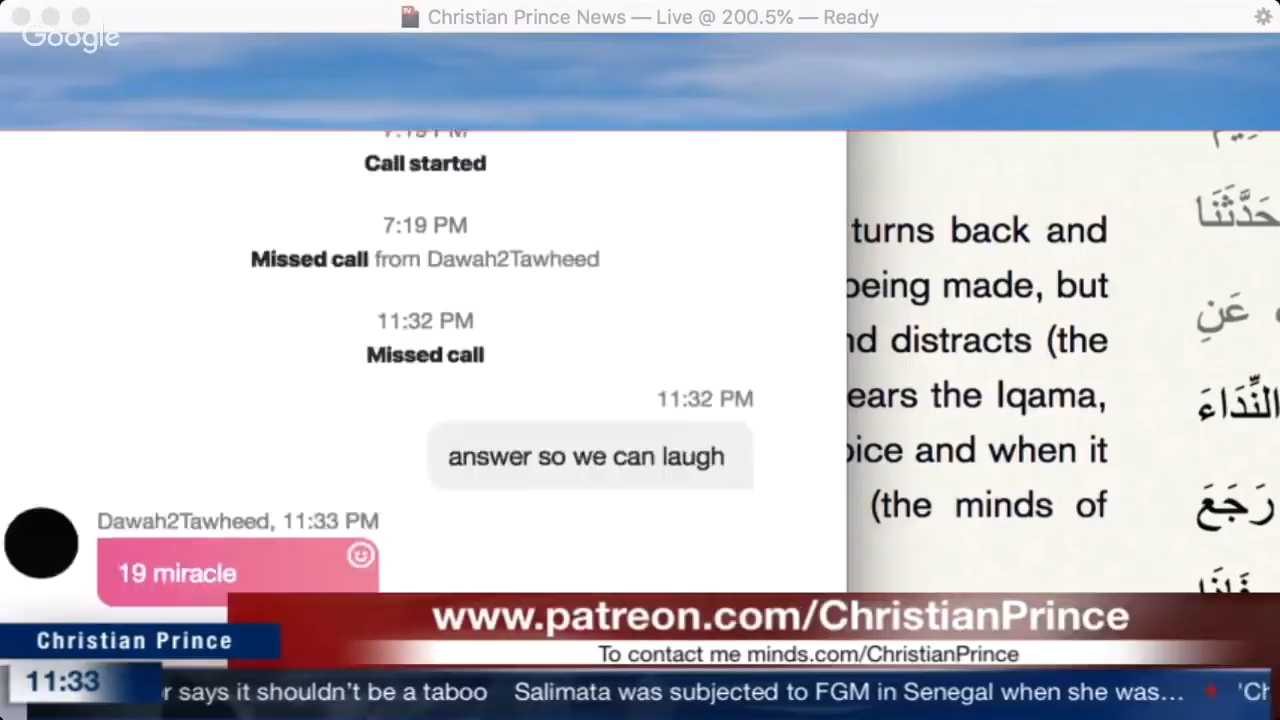 Christian Prince News — Live @ 200.5% — Ready
Google
7:19 PM
Call started
7:19 PM
Missed call from Dawah2Tawheed
11:32 PM
Missed call
11:32 PM
answer so we can laugh
Dawah2Tawheed, 11:33 PM
19 miracle
turns back and
being made, but
distracts (the
the Iqama,
and when it
(the minds of
حَدَّثَنَا
عَنِ
النِّدَاءَ
رَجَعَ
www.patreon.com/ChristianPrince
To contact me minds.com/ChristianPrince
Christian Prince
11:33
r says it shouldn't be a taboo Salimata was subjected to FGM in Senegal when she was... 'Ch